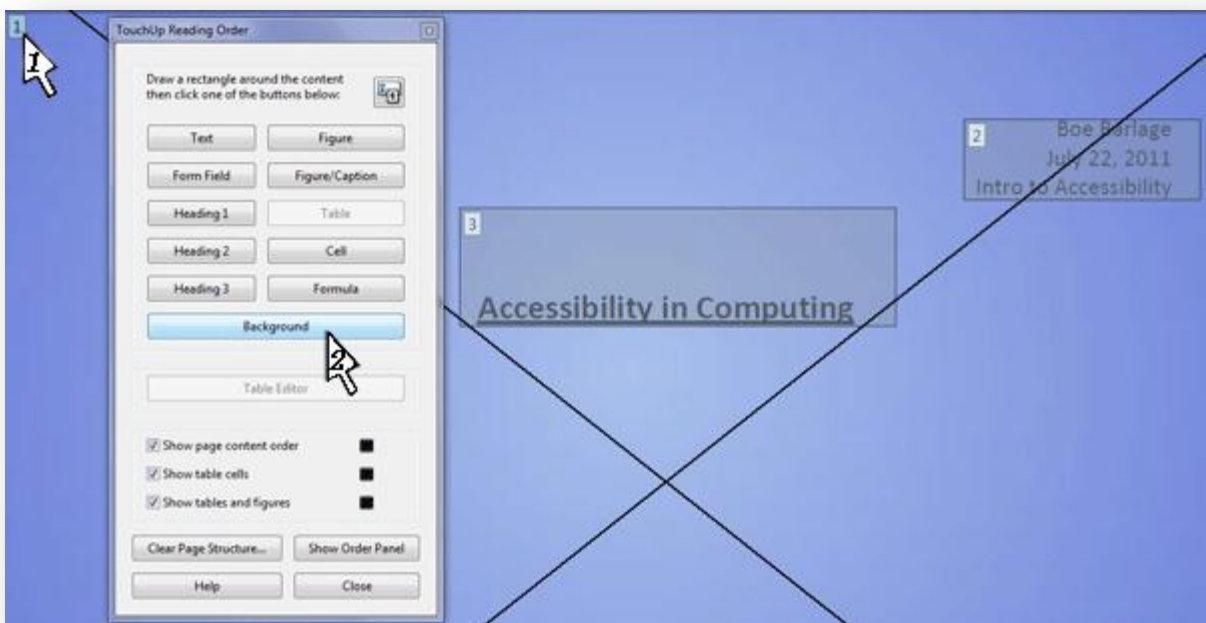 1
1
TouchUp Reading Order
Draw a rectangle around the content
then click one of the buttons below:
Text
Figure
Form Field
Figure/Caption
Heading 1
Table
Heading 2
Cell
Heading 3
Formula
Background
2
Table Editor
Show page content order
Show table cells
Show tables and figures
Clear Page Structure...
Show Order Panel
Help
Close
2
Boe Barlage
July 22, 2011
Intro to Accessibility
3
Accessibility in Computing